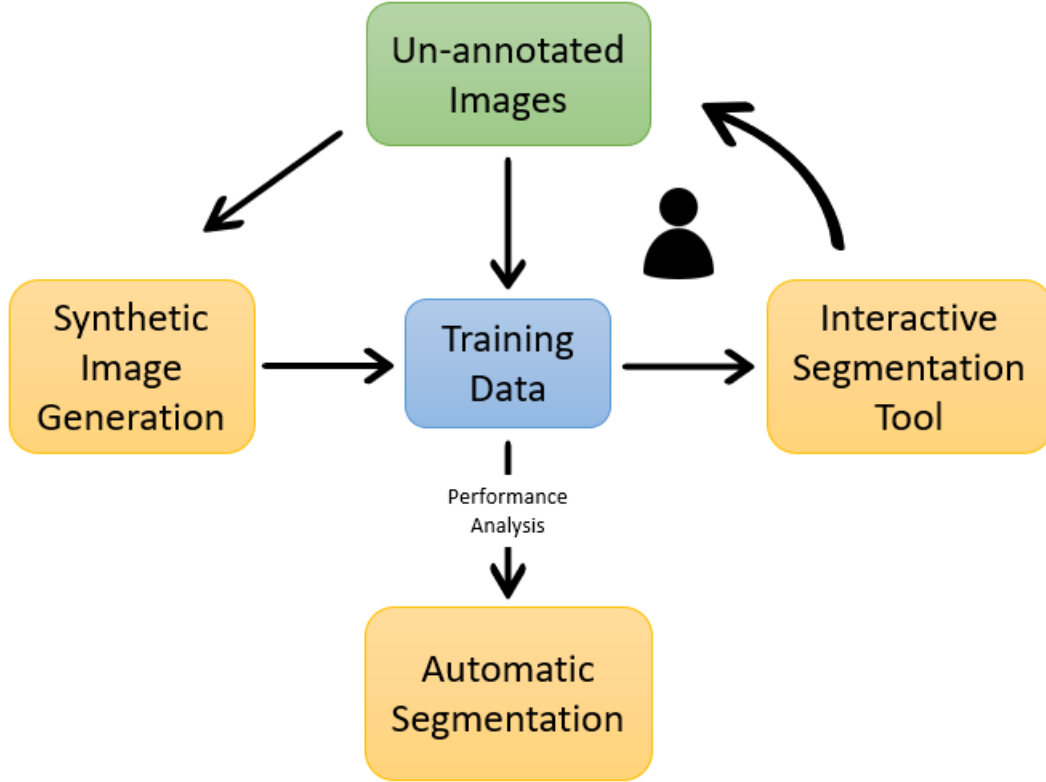 Un-annotated
Images
Synthetic
Image
Generation
Training
Data
Interactive
Segmentation
Tool
Performance
Analysis
Automatic
Segmentation